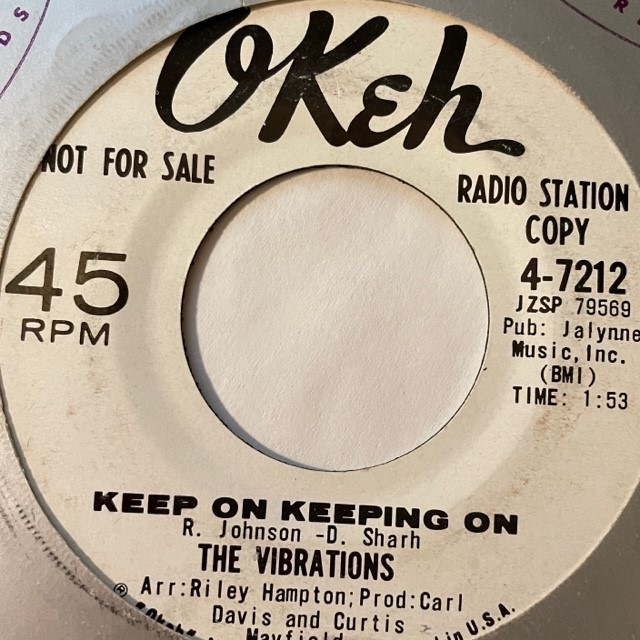 OKeh
NOT FOR SALE
RADIO STATION
COPY
45
RPM
4-7212
JZSP 79569
Pub: Jalynne
Music, Inc.
(BMI)
TIME: 1:53
KEEP ON KEEPING ON
R. Johnson -D. Sharh
THE VIBRATIONS
Arr:Riley Hampton; Prod:Carl
Davis and Curtis
Mayfield
®
in U.S.A.